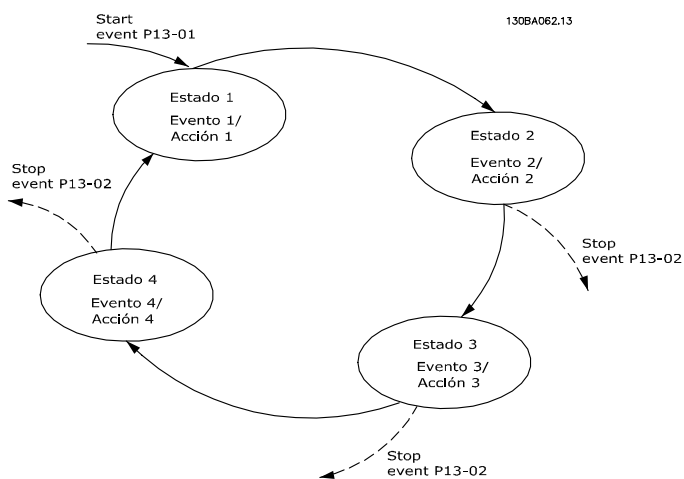 Start
event P13-01
130BA062.13
Estado 1
Evento 1/
Acción 1
Estado 2
Evento 2/
Acción 2
Stop
event P13-02
Stop
event P13-02
Estado 4
Evento 4/
Acción 4
Estado 3
Evento 3/
Acción 3
Stop
event P13-02